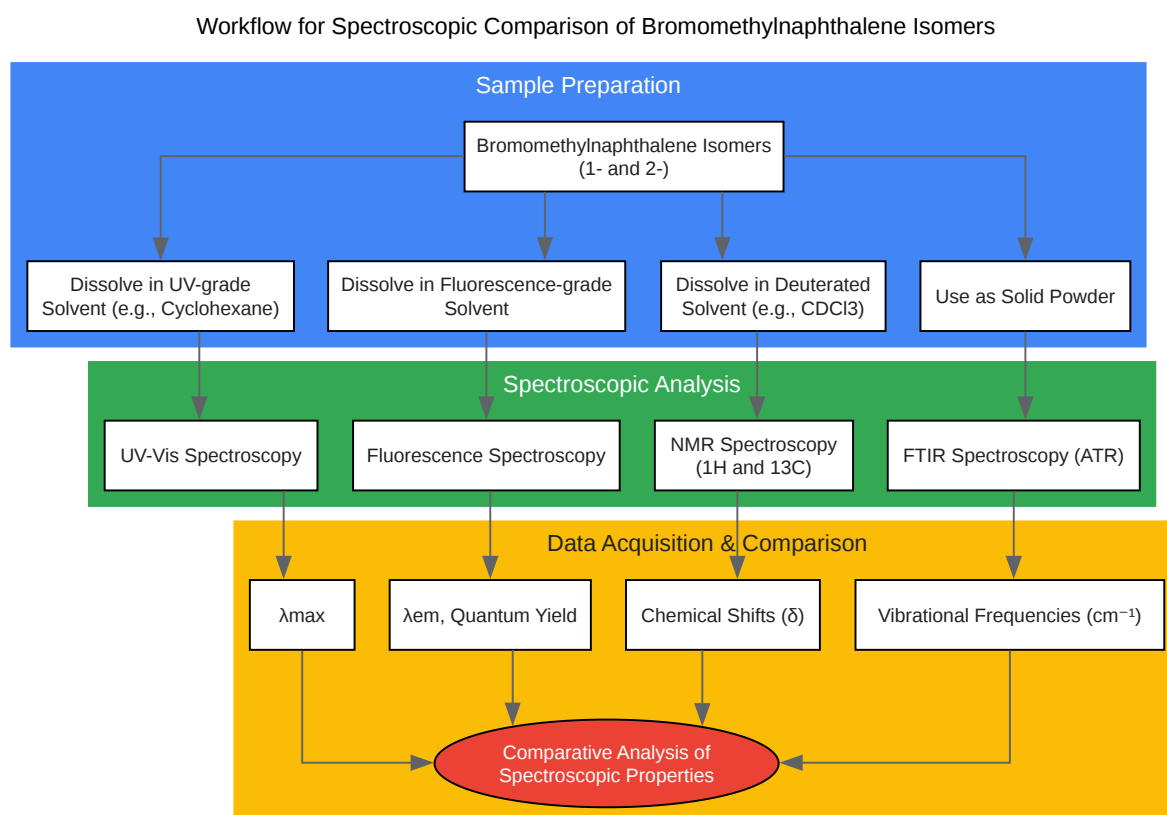 Workflow for Spectroscopic Comparison of Bromomethylnaphthalene Isomers
Sample Preparation
Bromomethylnaphthalene Isomers
(1- and 2-)
Dissolve in UV-grade
Solvent (e.g., Cyclohexane)
Dissolve in Fluorescence-grade
Solvent
Dissolve in Deuterated
Solvent (e.g., CDCl3)
Use as Solid Powder
Spectroscopic Analysis
UV-Vis Spectroscopy
Fluorescence Spectroscopy
NMR Spectroscopy
(1H and 13C)
FTIR Spectroscopy (ATR)
Data Acquisition & Comparison
λmax
λem, Quantum Yield
Chemical Shifts (δ)
Vibrational Frequencies (cm⁻¹)
Comparative Analysis of
Spectroscopic Properties